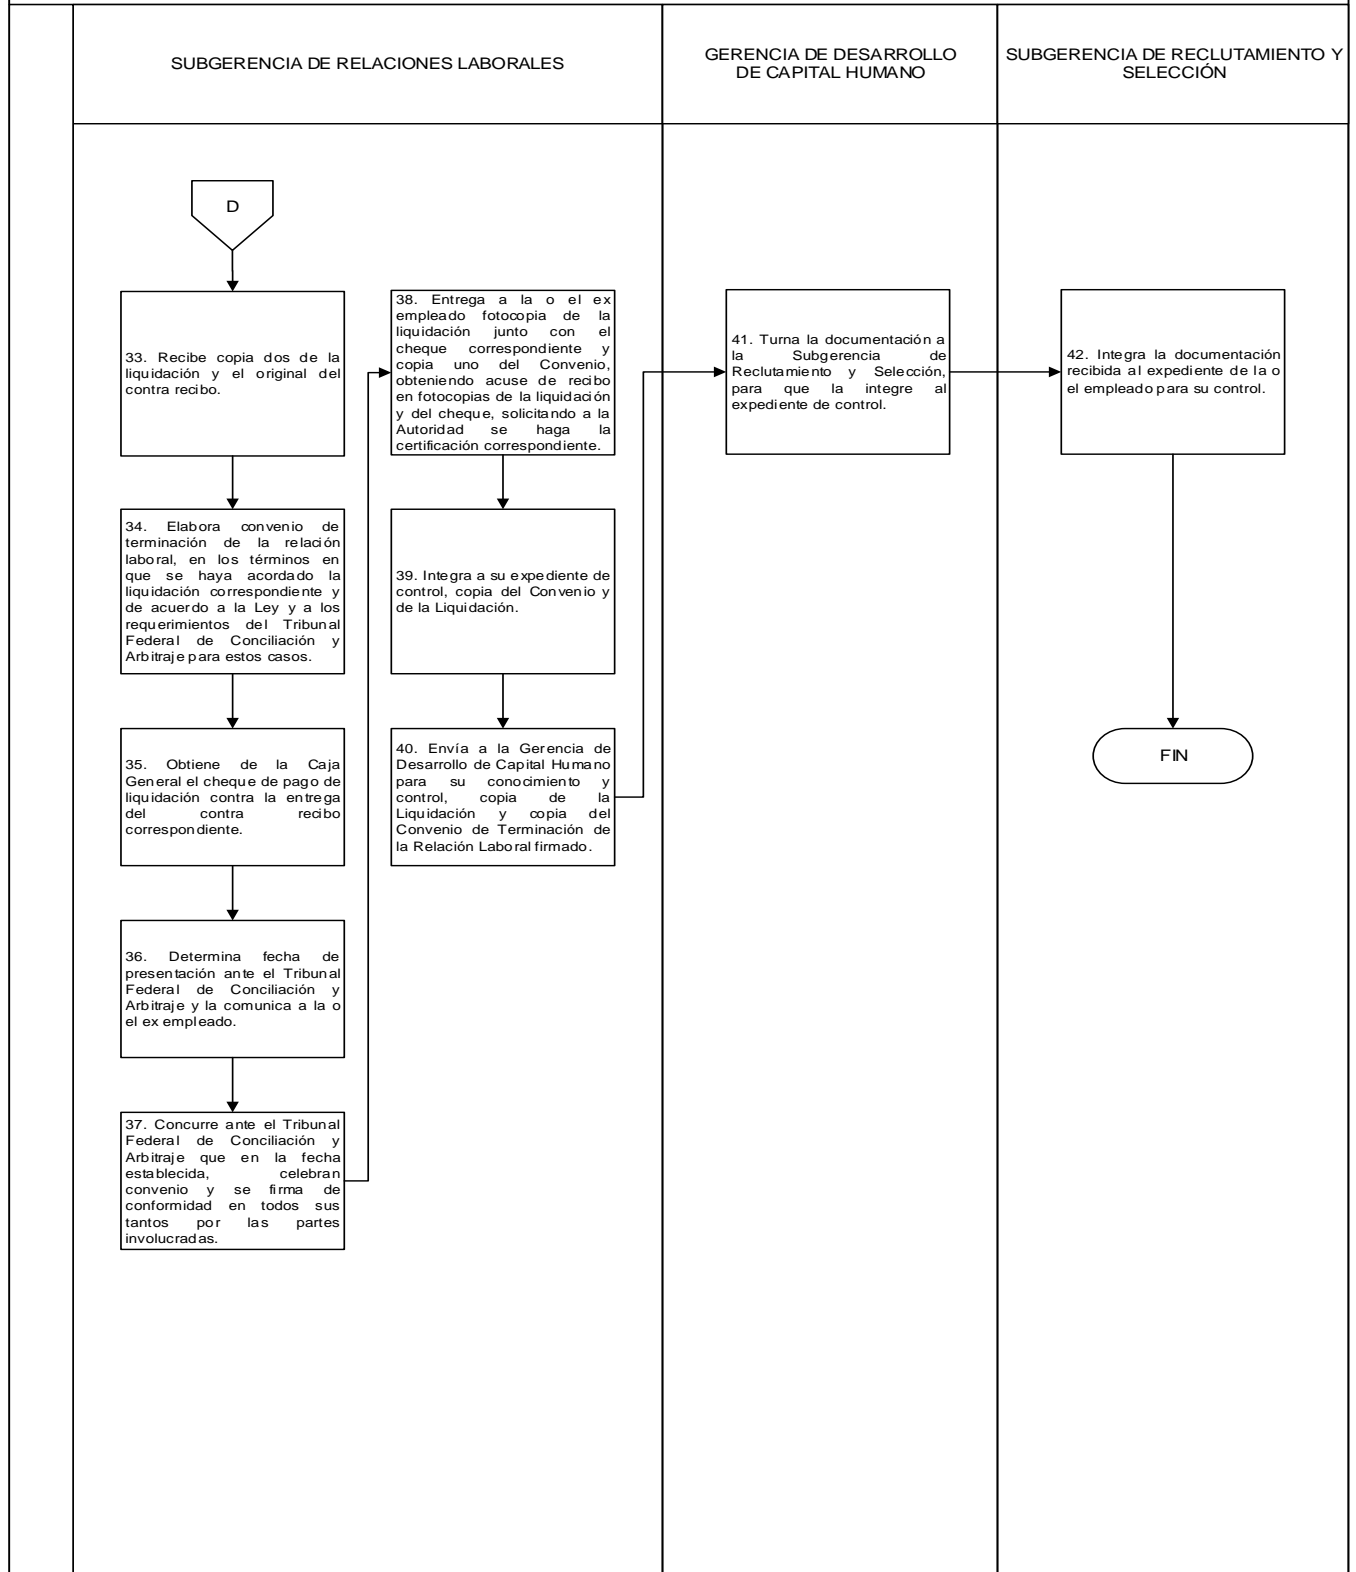 SUBGERENCIA DE RELACIONES LABORALES
GERENCIA DE DESARROLLO
DE CAPITAL HUMANO
SUBGERENCIA DE RECLUTAMIENTO Y
SELECCIÓN
D
33. Recibe copia dos de la
liquidación y el original del
contra recibo.
34. Elabora convenio de
terminación de la relación
laboral, en los términos en
que se haya acordado la
liquidación correspondiente y
de acuerdo a la Ley y a los
requerimientos del Tribunal
Federal de Conciliación y
Arbitraje para estos casos.
35. Obtiene de la Caja
General el cheque de pago de
liquidación contra la entrega
del contra recibo
correspondiente.
36. Determina fecha de
presentación ante el Tribunal
Federal de Conciliación y
Arbitraje y la comunica a la o
el ex empleado.
37. Concurre ante el Tribunal
Federal de Conciliación y
Arbitraje que en la fecha
establecida, celebran
convenio y se firma de
conformidad en todos sus
tantos por las partes
involucradas.
38. Entrega a la o el ex
empleado fotocopia de la
liquidación junto con el
cheque correspondiente y
copia uno del Convenio,
obteniendo acuse de recibo
en fotocopias de la liquidación
y del cheque, solicitando a la
Autoridad se haga la
certificación correspondiente.
39. Integra a su expediente de
control, copia del Convenio y
de la Liquidación.
40. Envía a la Gerencia de
Desarrollo de Capital Humano
para su conocimiento y
control, copia de la
Liquidación y copia del
Convenio de Terminación de
la Relación Laboral firmado.
41. Turna la documentación a
la Subgerencia de
Reclutamiento y Selección,
para que la integre al
expediente de control.
42. Integra la documentación
recibida al expediente de la o
el empleado para su control.
FIN